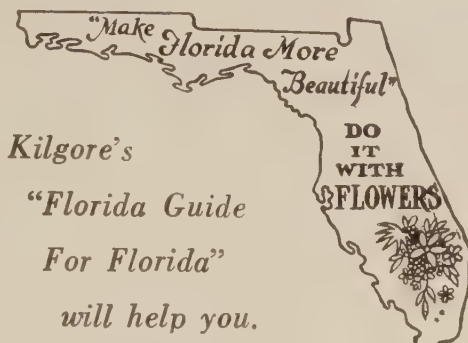 "Make
Florida More
Beautiful"
DO
IT
WITH
FLOWERS
Kilgore's
"Florida Guide
For Florida"
will help you.